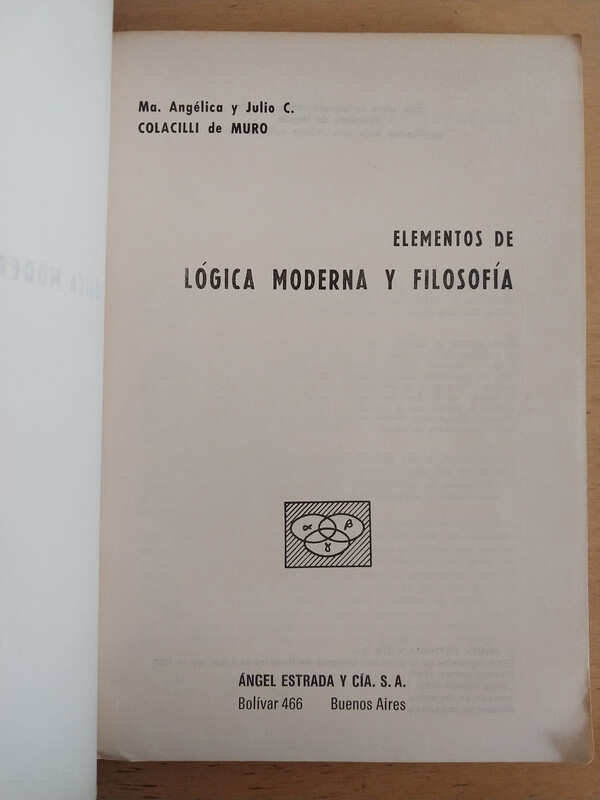 Ma. Angélica y Julio C.
COLACILLI de MURO
ELEMENTOS DE
LÓGICA MODERNA Y FILOSOFÍA
α β
γ
ÁNGEL ESTRADA Y CÍA. S. A.
Bolívar 466 Buenos Aires